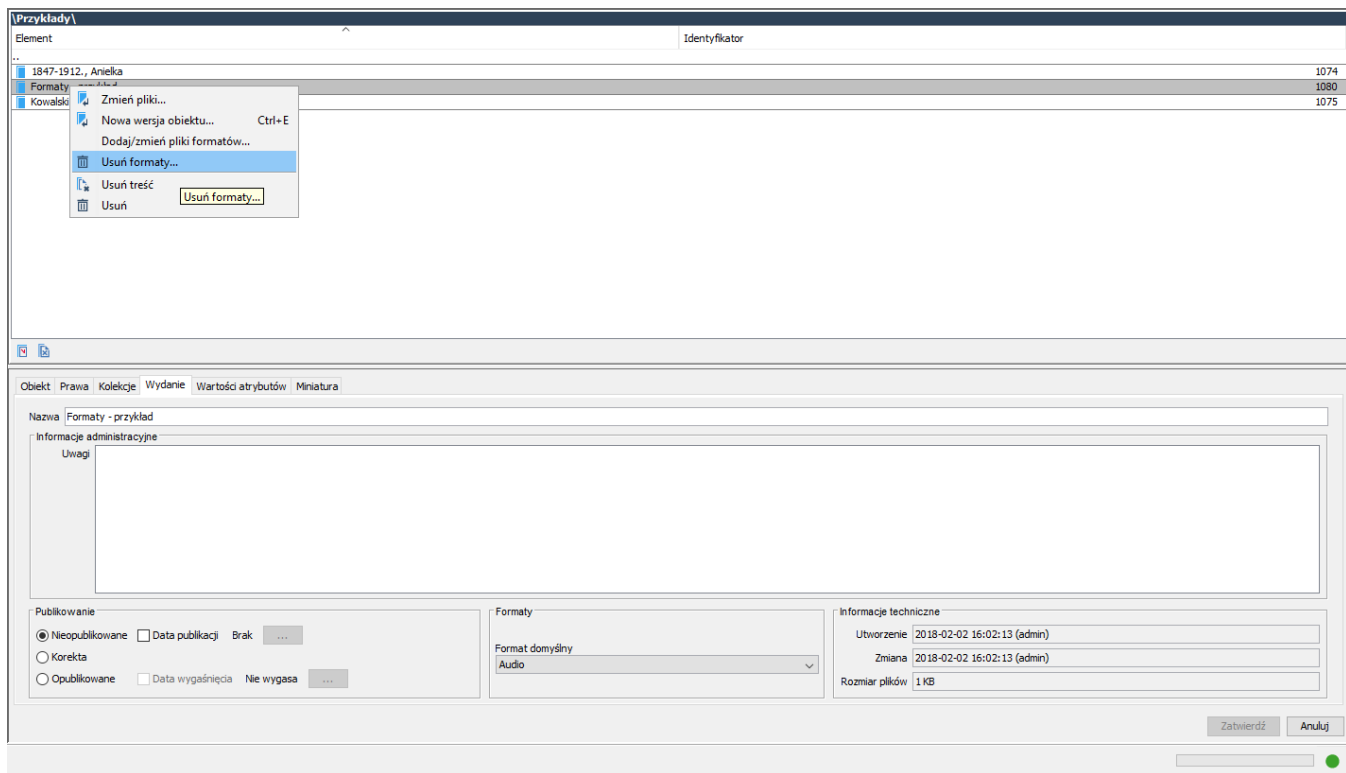 \Przykłady\
Element Identyfikator
..
1847-1912., Anielka 1074
Formaty - przykład 1080
Kowalski 1075
Zmień pliki...
Nowa wersja obiektu... Ctrl+E
Dodaj/zmień pliki formatów...
Usuń formaty...
Usuń treść
Usuń formaty...
Usuń
Obiekt Prawa Kolekcje Wydanie Wartości atrybutów Miniatura
Nazwa Formaty - przykład
Informacje administracyjne
Uwagi
Publikowanie Formaty Informacje techniczne
Nieopublikowane Data publikacji Brak ... Utworzenie 2018-02-02 16:02:13 (admin)
Format domyślny
Korekta Audio Zmiana 2018-02-02 16:02:13 (admin)
Opublikowane Data wygaśnięcia Nie wygasa ... Rozmiar plików 1 KB
Zatwierdź Anuluj